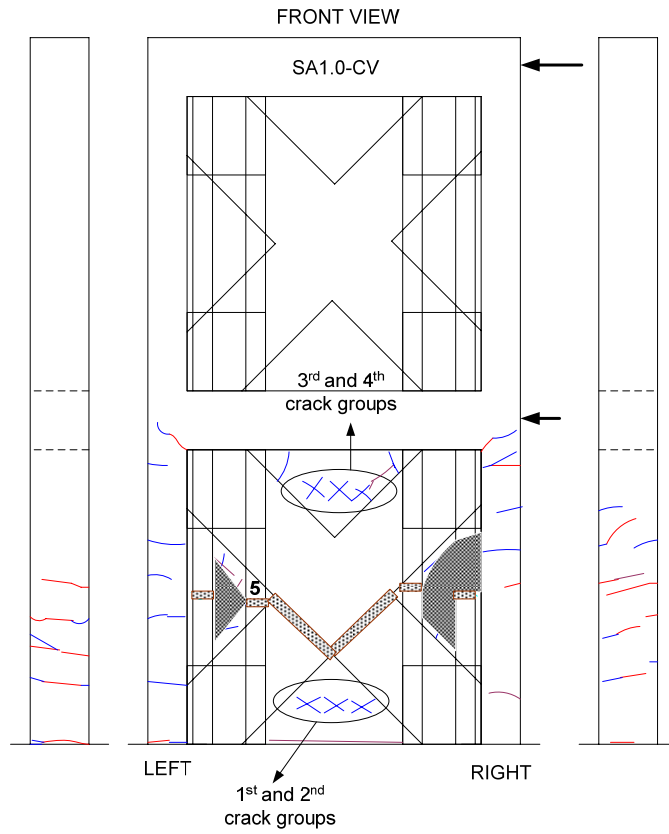 FRONT VIEW
SA1.0-CV
3rd and 4th
crack groups
5
LEFT
RIGHT
1st and 2nd
crack groups